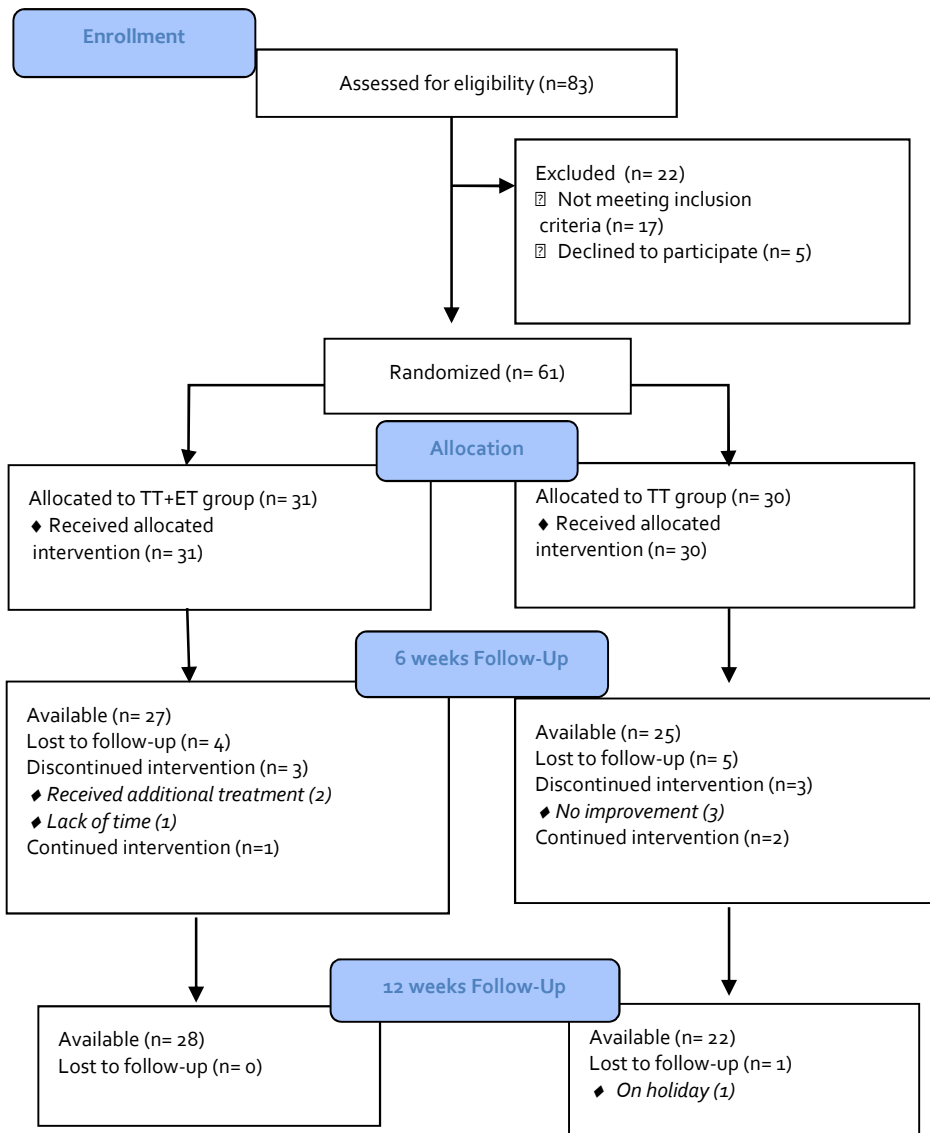 Enrollment
Assessed for eligibility (n=83)
Excluded (n= 22)
⍰ Not meeting inclusion
criteria (n= 17)
⍰ Declined to participate (n= 5)
Randomized (n= 61)
Allocation
Allocated to TT+ET group (n= 31)
♦ Received allocated
intervention (n= 31)
Allocated to TT group (n= 30)
♦ Received allocated
intervention (n= 30)
6 weeks Follow-Up
Available (n= 27)
Lost to follow-up (n= 4)
Discontinued intervention (n= 3)
♦ Received additional treatment (2)
♦ Lack of time (1)
Continued intervention (n=1)
Available (n= 25)
Lost to follow-up (n= 5)
Discontinued intervention (n=3)
♦ No improvement (3)
Continued intervention (n=2)
12 weeks Follow-Up
Available (n= 28)
Lost to follow-up (n= 0)
Available (n= 22)
Lost to follow-up (n= 1)
♦ On holiday (1)